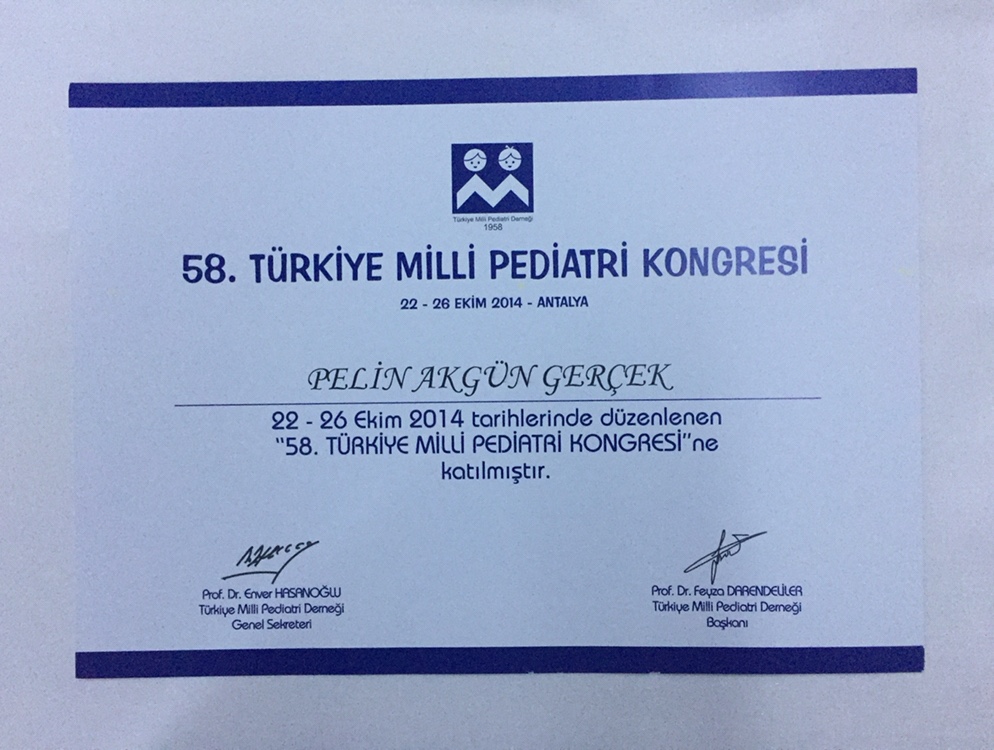 Türkiye Milli Pediatri Derneği
1958
58. TÜRKİYE MİLLİ PEDİATRİ KONGRESİ
22 - 26 EKİM 2014 - ANTALYA
PELİN AKGÜN GERÇEK
22 - 26 Ekim 2014 tarihlerinde düzenlenen
"58. TÜRKİYE MİLLİ PEDİATRİ KONGRESİ"ne
katılmıştır.
Prof. Dr. Enver HASANOĞLU
Türkiye Milli Pediatri Derneği
Genel Sekreteri
Prof. Dr. Feyza DARENDELİLER
Türkiye Milli Pediatri Derneği
Başkanı